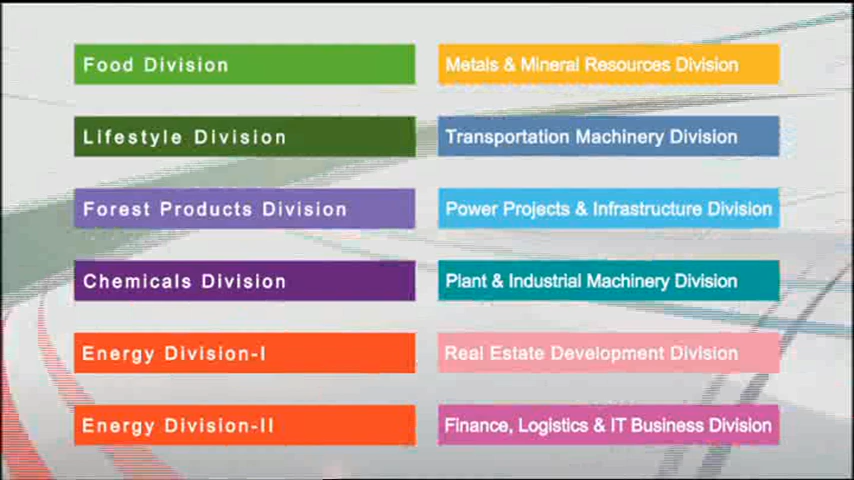 Food Division
Metals & Mineral Resources Division
Lifestyle Division
Transportation Machinery Division
Forest Products Division
Power Projects & Infrastructure Division
Chemicals Division
Plant & Industrial Machinery Division
Energy Division-I
Real Estate Development Division
Energy Division-II
Finance, Logistics & IT Business Division